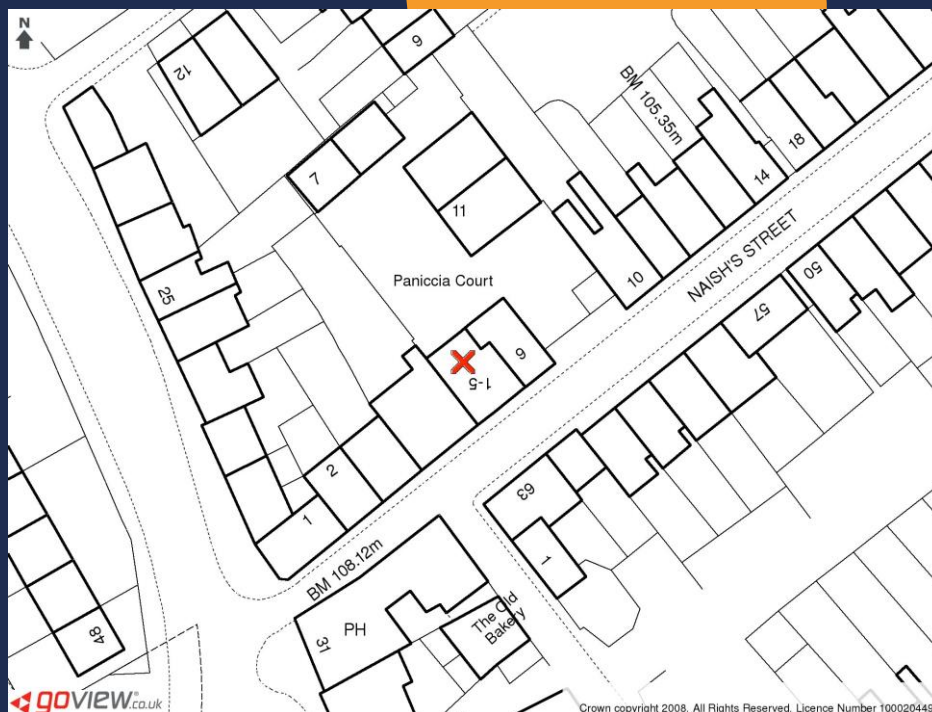 N
12
9
BM 105.35m
18
14
7
11
10
NAISH'S STREET
50
57
25
Paniccia Court
6
1-5
2
1
63
1
BM 108.12m
PH
31
The Old
Bakery
48
goview.co.uk
Crown copyright 2008. All Rights Reserved. Licence Number 100020449